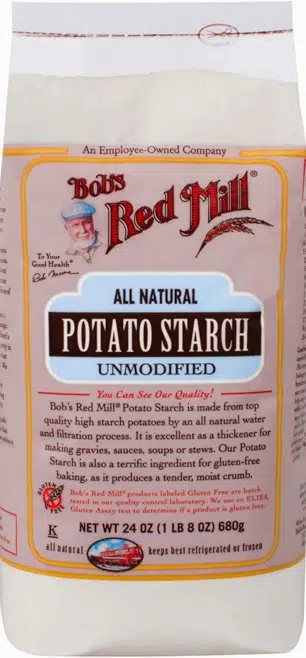 An Employee-Owned Company
Bob's
Red Mill®
To Your
Good Health®
Bob Moore
ALL NATURAL
POTATO STARCH
UNMODIFIED
You Can See Our Quality!
Bob's Red Mill® Potato Starch is made from top
quality high starch potatoes by an all natural water
and filtration process. It is excellent as a thickener for
making gravies, sauces, soups or stews. Our Potato
Starch is also a terrific ingredient for gluten-free
baking, as it produces a tender, moist crumb.
GLUTEN FREE
Bob's Red Mill® products labeled Gluten Free are batch
tested in our quality control laboratory. We use an ELISA
Gluten Assay test to determine if a product is gluten free.
K
NET WT 24 OZ (1 LB 8 OZ) 680g
all natural
keeps best refrigerated or frozen